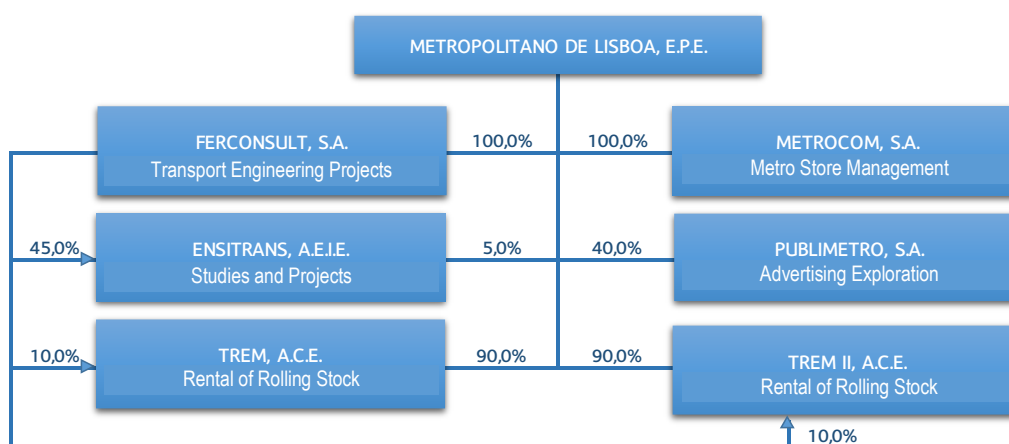 METROPOLITANO DE LISBOA, E.P.E.
FERCONSULT, S.A.
Transport Engineering Projects
100,0%
100,0%
METROCOM, S.A.
Metro Store Management
45,0%
ENSITRANS, A.E.I.E.
Studies and Projects
5,0%
40,0%
PUBLIMETRO, S.A.
Advertising Exploration
10,0%
TREM, A.C.E.
Rental of Rolling Stock
90,0%
90,0%
TREM II, A.C.E.
Rental of Rolling Stock
10,0%